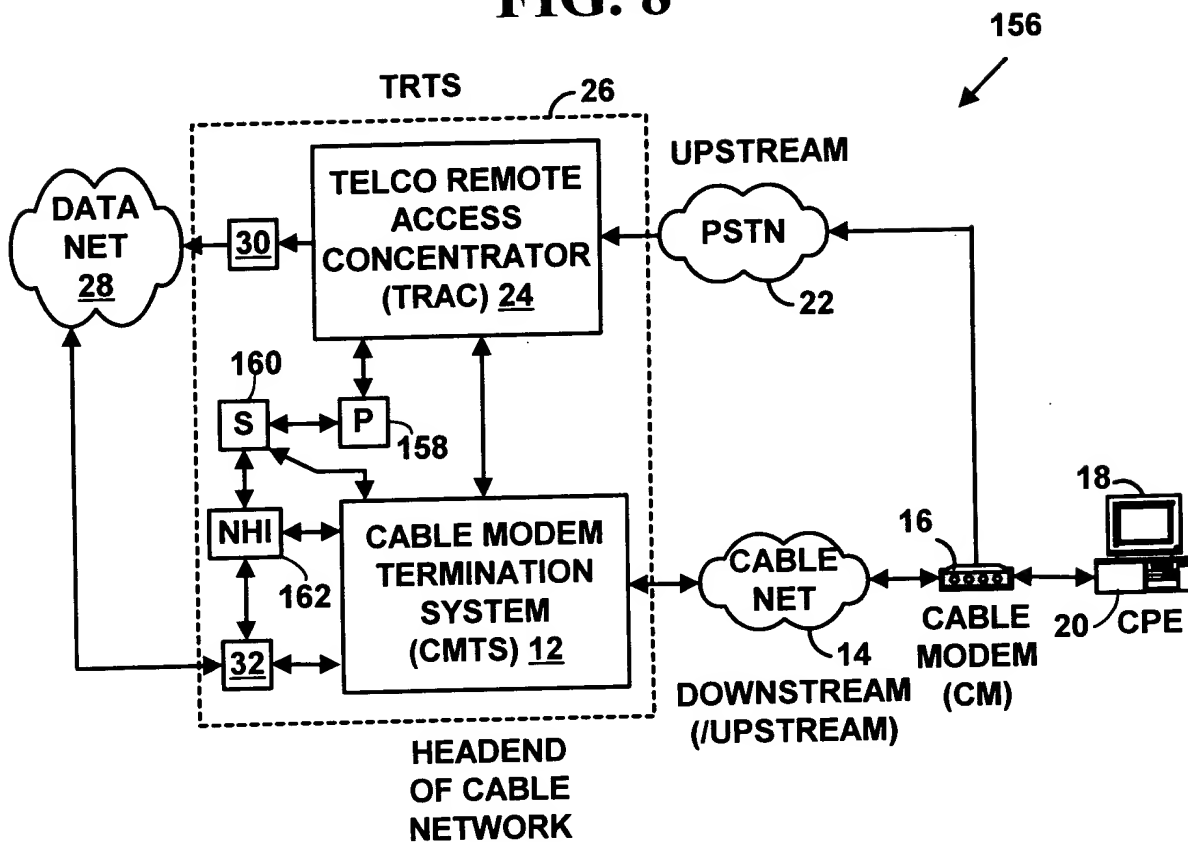 FIG. 8
156
TRTS
26
UPSTREAM
TELCO REMOTE
ACCESS
CONCENTRATOR
(TRAC) 24
DATA
NET
28
30
PSTN
22
160
S
P
158
18
NHI
162
CABLE MODEM
TERMINATION
SYSTEM
(CMTS) 12
CABLE
NET
16
14
20
CPE
CABLE
MODEM
(CM)
32
DOWNSTREAM
(/UPSTREAM)
HEADEND
OF CABLE
NETWORK